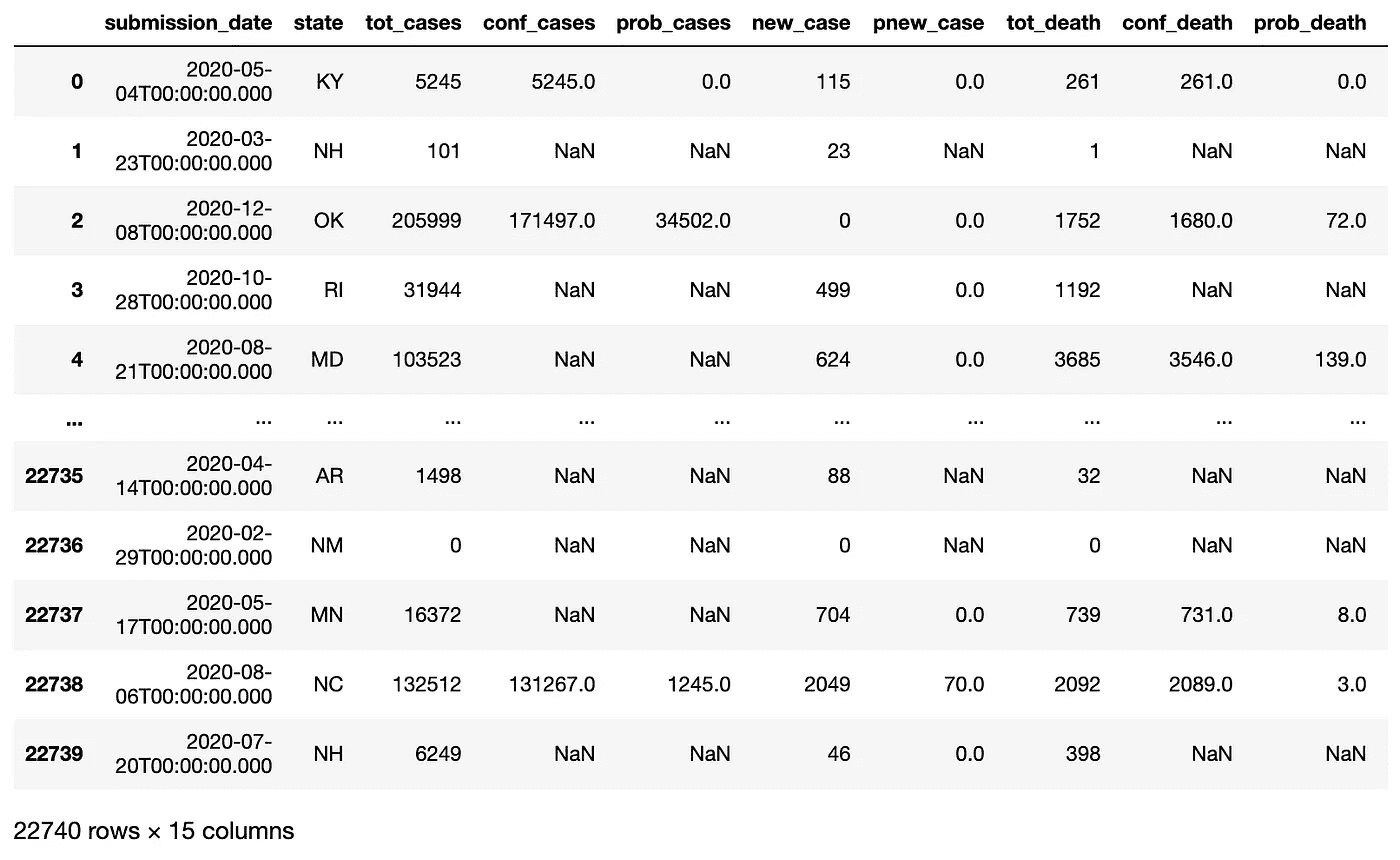 submission_date state tot_cases conf_cases prob_cases new_case pnew_case tot_death conf_death prob_death
0 2020-05-04T00:00:00.000 KY 5245 5245.0 0.0 115 0.0 261 261.0 0.0
1 2020-03-23T00:00:00.000 NH 101 NaN NaN 23 NaN 1 NaN NaN
2 2020-12-08T00:00:00.000 OK 205999 171497.0 34502.0 0 0.0 1752 1680.0 72.0
3 2020-10-28T00:00:00.000 RI 31944 NaN NaN 499 0.0 1192 NaN NaN
4 2020-08-21T00:00:00.000 MD 103523 NaN NaN 624 0.0 3685 3546.0 139.0
... ... ... ... ... ... ... ... ... ... ...
22735 2020-04-14T00:00:00.000 AR 1498 NaN NaN 88 NaN 32 NaN NaN
22736 2020-02-29T00:00:00.000 NM 0 NaN NaN 0 NaN 0 NaN NaN
22737 2020-05-17T00:00:00.000 MN 16372 NaN NaN 704 0.0 739 731.0 8.0
22738 2020-08-06T00:00:00.000 NC 132512 131267.0 1245.0 2049 70.0 2092 2089.0 3.0
22739 2020-07-20T00:00:00.000 NH 6249 NaN NaN 46 0.0 398 NaN NaN
22740 rows × 15 columns